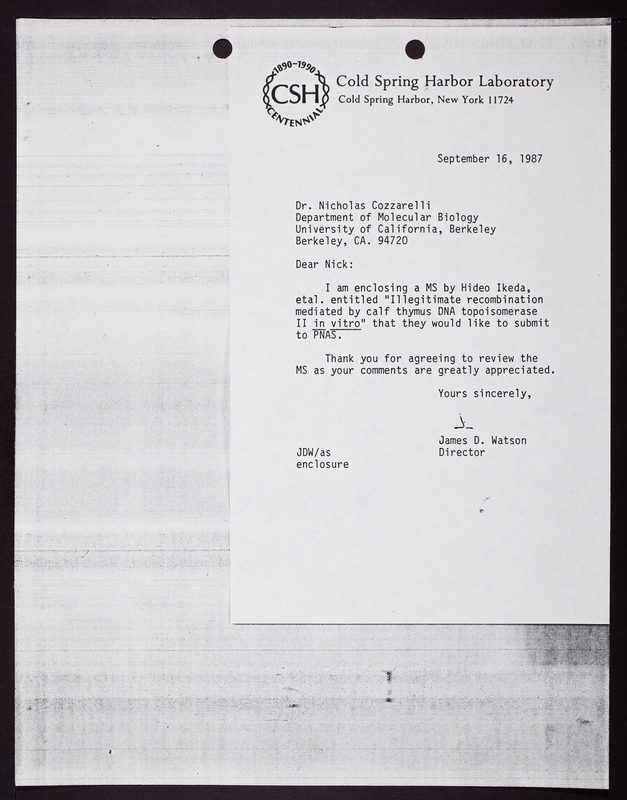 1890-1990
CSH
CENTENNIAL
Cold Spring Harbor Laboratory
Cold Spring Harbor, New York 11724
September 16, 1987
Dr. Nicholas Cozzarelli
Department of Molecular Biology
University of California, Berkeley
Berkeley, CA. 94720
Dear Nick:
I am enclosing a MS by Hideo Ikeda,
etal. entitled "Illegitimate recombination
mediated by calf thymus DNA topoisomerase
II in vitro" that they would like to submit
to PNAS.
Thank you for agreeing to review the
MS as your comments are greatly appreciated.
Yours sincerely,
J
James D. Watson
JDW/as Director
enclosure